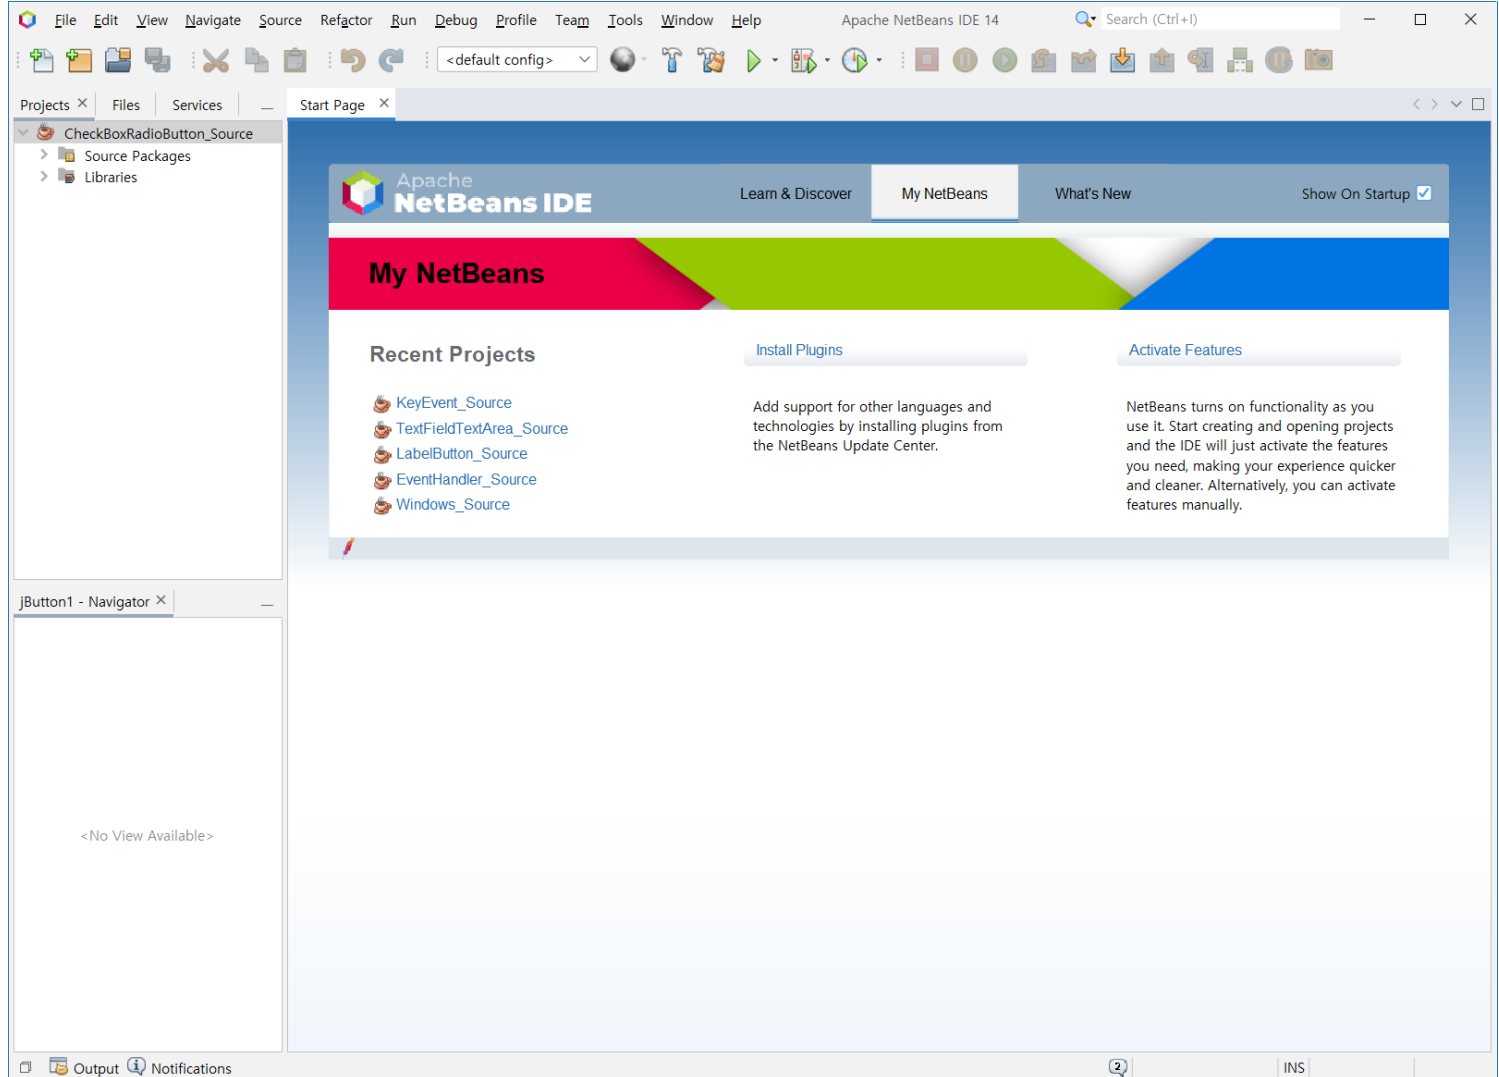 File Edit View Navigate Source Refactor Run Debug Profile Team Tools Window Help Apache NetBeans IDE 14 Search (Ctrl+I)
<default config>
Projects Files Services Start Page
CheckBoxRadioButton_Source
Source Packages
Libraries
Apache
NetBeans IDE
Learn & Discover My NetBeans What's New Show On Startup
My NetBeans
Recent Projects
KeyEvent_Source
TextFieldTextArea_Source
LabelButton_Source
EventHandler_Source
Windows_Source
Install Plugins
Add support for other languages and
technologies by installing plugins from
the NetBeans Update Center.
Activate Features
NetBeans turns on functionality as you
use it. Start creating and opening projects
and the IDE will just activate the features
you need, making your experience quicker
and cleaner. Alternatively, you can activate
features manually.
jButton1 - Navigator
<No View Available>
Output Notifications 2 INS